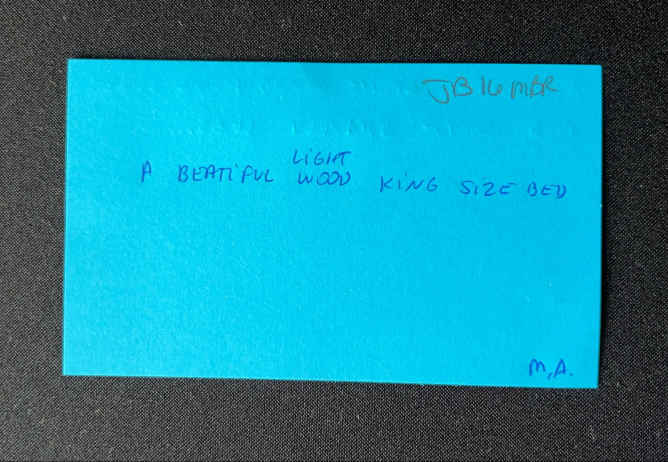 JB 16 MBR
LIGHT
A BEATIFUL WOOD KING SIZE BED
M.A.